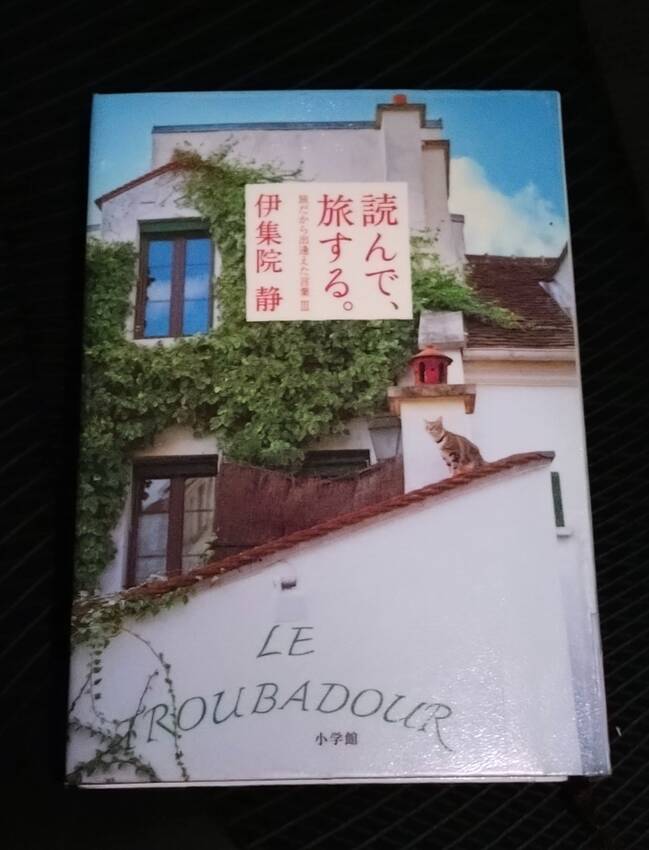 読んで、
旅する。
旅だから出逢えた言葉 III
伊集院 静
LE
TROUBADOUR
小学館